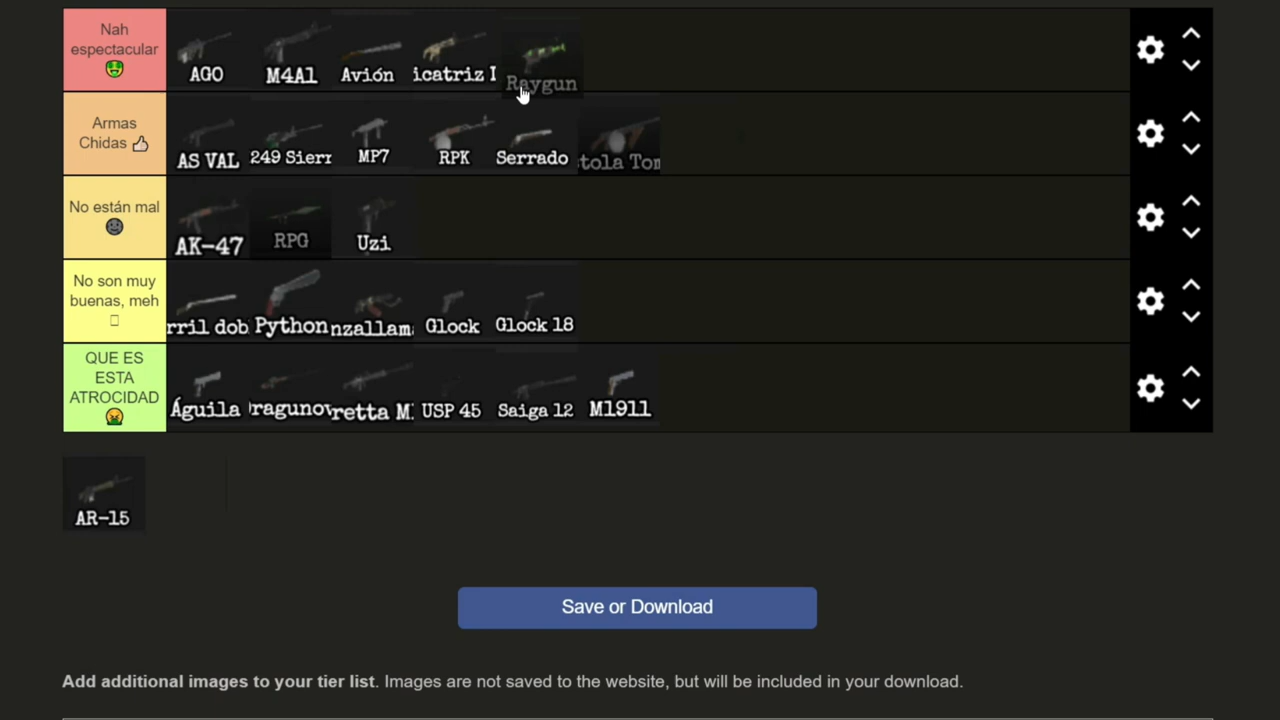 Nah
espectacular
AGO M4A1 Avión icatriz I Raygun
Armas
Chidas
AS VAL 249 Sierr MP7 RPK Serrado tola Tom
No están mal
AK-47 RPG Uzi
No son muy
buenas, meh
rril dob Python nzallama Glock Glock 18
QUE ES
ESTA
ATROCIDAD
Águila Dragunov retta M USP 45 Saiga 12 M1911
AR-15
Save or Download
Add additional images to your tier list. Images are not saved to the website, but will be included in your download.